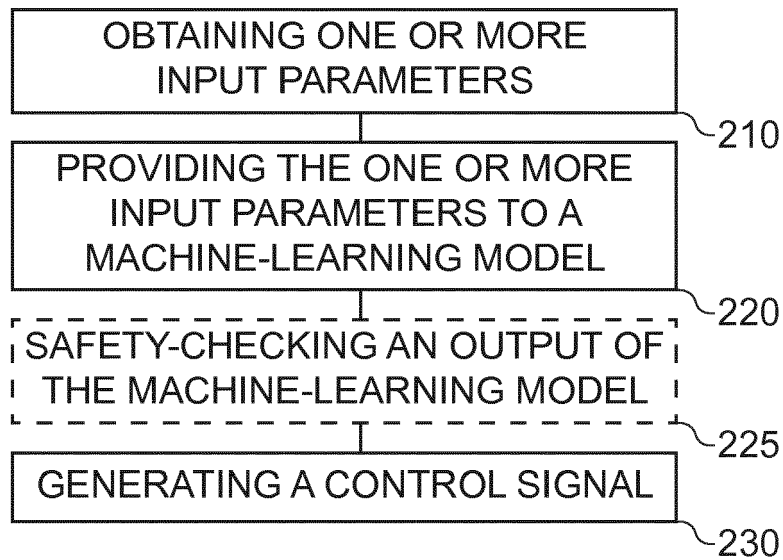 OBTAINING ONE OR MORE
INPUT PARAMETERS
210
PROVIDING THE ONE OR MORE
INPUT PARAMETERS TO A
MACHINE-LEARNING MODEL
220
SAFETY-CHECKING AN OUTPUT OF
THE MACHINE-LEARNING MODEL
225
GENERATING A CONTROL SIGNAL
230